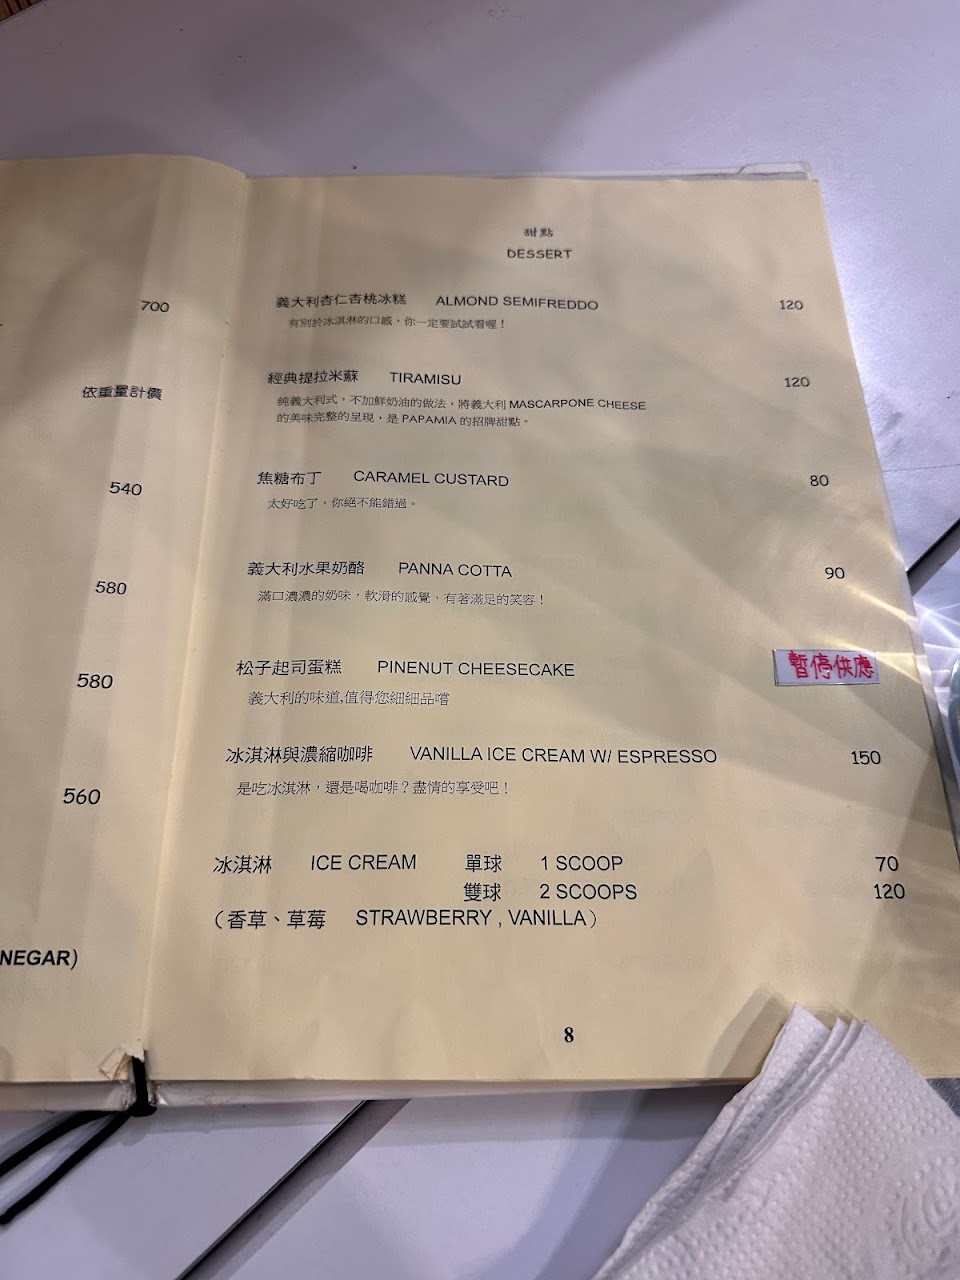 700
依重量計價
540
580
580
560
NEGAR)
甜點
DESSERT
義大利杏仁杏桃冰糕 ALMOND SEMIFREDDO 120
有別於冰淇淋的口感，你一定要試試看喔！
經典提拉米蘇 TIRAMISU 120
純義大利式，不加鮮奶油的做法，將義大利 MASCARPONE CHEESE
的美味完整的呈現，是 PAPAMIA 的招牌甜點。
焦糖布丁 CARAMEL CUSTARD 80
太好吃了，你絕不能錯過。
義大利水果奶酪 PANNA COTTA 90
滿口濃濃的奶味，軟滑的感覺，有著滿足的笑容！
松子起司蛋糕 PINENUT CHEESECAKE 暫停供應
義大利的味道,值得您細細品嚐
冰淇淋與濃縮咖啡 VANILLA ICE CREAM W/ ESPRESSO 150
是吃冰淇淋，還是喝咖啡？盡情的享受吧！
冰淇淋 ICE CREAM 單球 1 SCOOP 70
雙球 2 SCOOPS 120
（香草、草莓 STRAWBERRY , VANILLA）
8